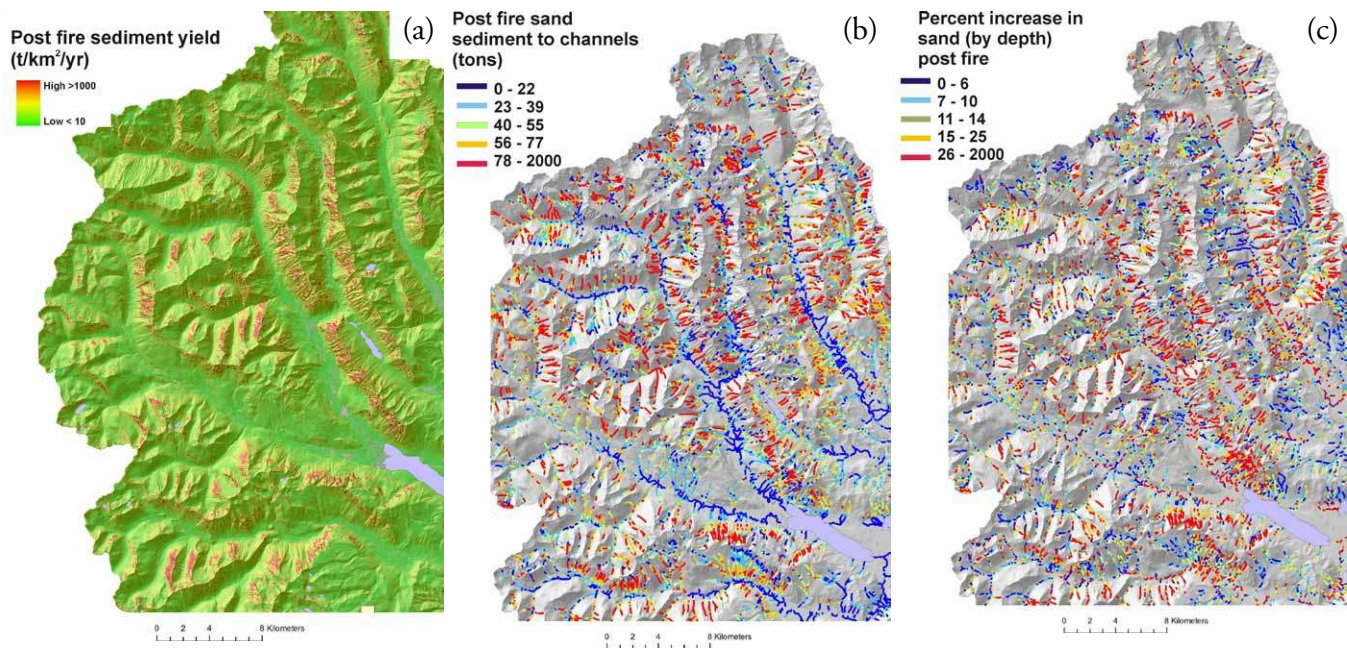 Post fire sediment yield
(t/km²/yr)
High >1000
Low < 10
(a)
0 2 4 8 Kilometers
Post fire sand
sediment to channels
(tons)
0 - 22
23 - 39
40 - 55
56 - 77
78 - 2000
(b)
0 2 4 8 Kilometers
Percent increase in
sand (by depth)
post fire
0 - 6
7 - 10
11 - 14
15 - 25
26 - 2000
(c)
0 2 4 8 Kilometers